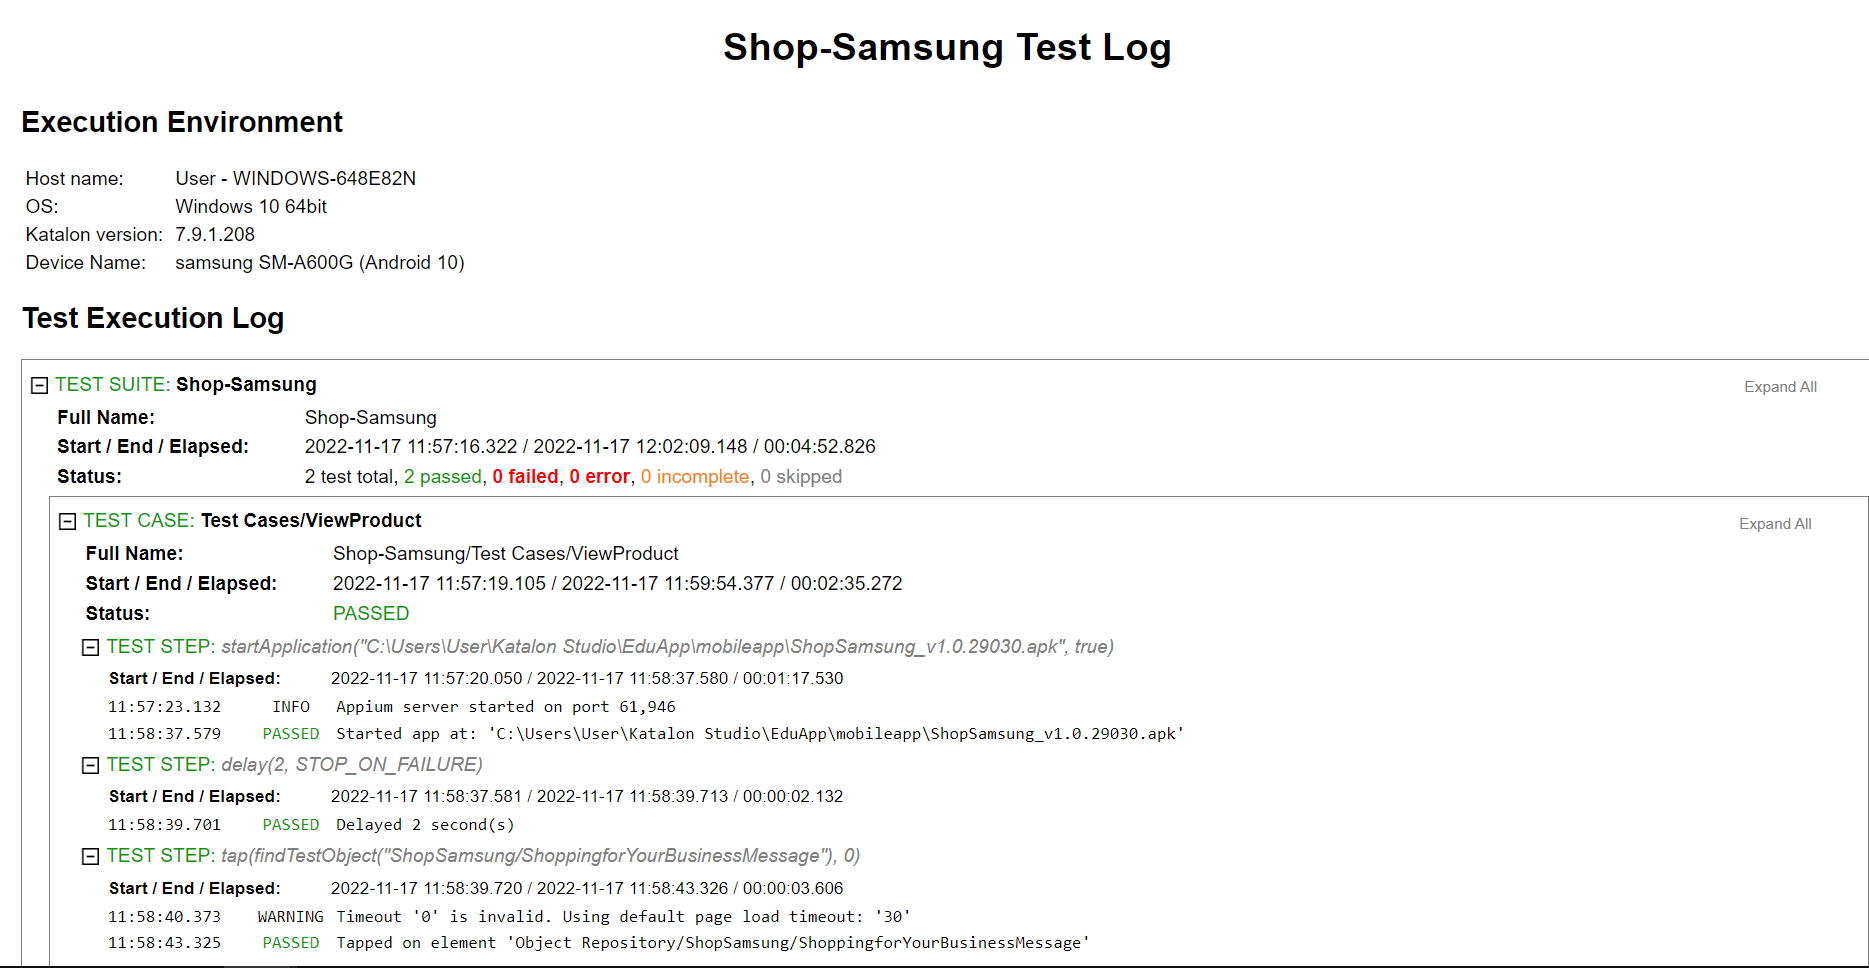 Shop-Samsung Test Log
Execution Environment
Host name: User - WINDOWS-648E82N
OS: Windows 10 64bit
Katalon version: 7.9.1.208
Device Name: samsung SM-A600G (Android 10)
Test Execution Log
TEST SUITE: Shop-Samsung Expand All
Full Name: Shop-Samsung
Start / End / Elapsed: 2022-11-17 11:57:16.322 / 2022-11-17 12:02:09.148 / 00:04:52.826
Status: 2 test total, 2 passed, 0 failed, 0 error, 0 incomplete, 0 skipped
TEST CASE: Test Cases/ViewProduct Expand All
Full Name: Shop-Samsung/Test Cases/ViewProduct
Start / End / Elapsed: 2022-11-17 11:57:19.105 / 2022-11-17 11:59:54.377 / 00:02:35.272
Status: PASSED
TEST STEP: startApplication("C:\Users\User\Katalon Studio\EduApp\mobileapp\ShopSamsung_v1.0.29030.apk", true)
Start / End / Elapsed: 2022-11-17 11:57:20.050 / 2022-11-17 11:58:37.580 / 00:01:17.530
11:57:23.132 INFO Appium server started on port 61,946
11:58:37.579 PASSED Started app at: 'C:\Users\User\Katalon Studio\EduApp\mobileapp\ShopSamsung_v1.0.29030.apk'
TEST STEP: delay(2, STOP_ON_FAILURE)
Start / End / Elapsed: 2022-11-17 11:58:37.581 / 2022-11-17 11:58:39.713 / 00:00:02.132
11:58:39.701 PASSED Delayed 2 second(s)
TEST STEP: tap(findTestObject("ShopSamsung/ShoppingforYourBusinessMessage"), 0)
Start / End / Elapsed: 2022-11-17 11:58:39.720 / 2022-11-17 11:58:43.326 / 00:00:03.606
11:58:40.373 WARNING Timeout '0' is invalid. Using default page load timeout: '30'
11:58:43.325 PASSED Tapped on element 'Object Repository/ShopSamsung/ShoppingforYourBusinessMessage'